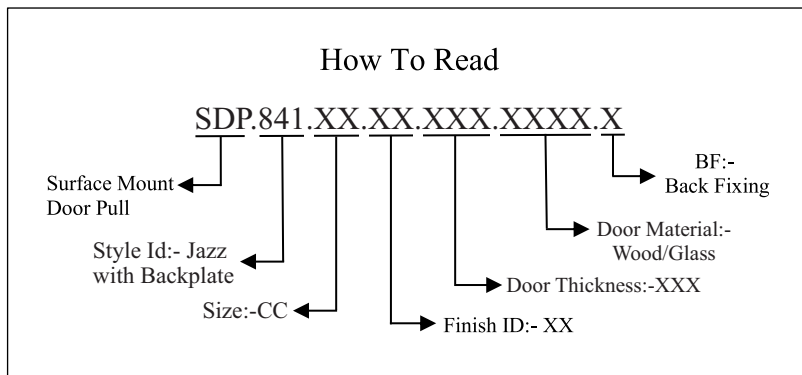 How To Read
SDP.841.XX.XX.XXX.XXXX.X
Surface Mount
Door Pull
BF:-
Back Fixing
Style Id:- Jazz
with Backplate
Door Material:-
Wood/Glass
Size:-CC
Door Thickness:-XXX
Finish ID:- XX